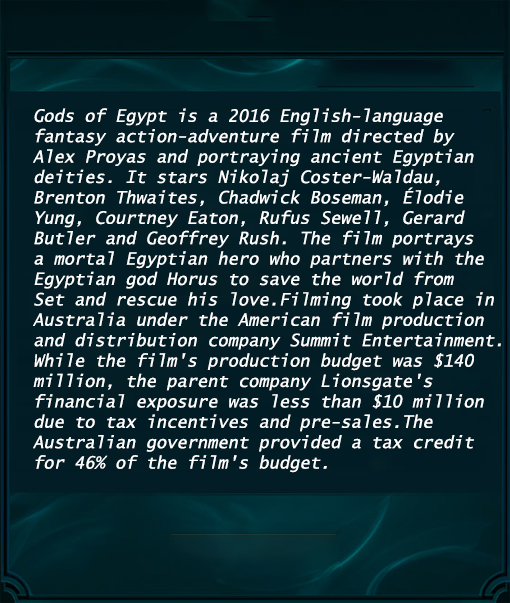 Gods of Egypt is a 2016 English-language
fantasy action-adventure film directed by
Alex Proyas and portraying ancient Egyptian
deities. It stars Nikolaj Coster-Waldau,
Brenton Thwaites, Chadwick Boseman, Élodie
Yung, Courtney Eaton, Rufus Sewell, Gerard
Butler and Geoffrey Rush. The film portrays
a mortal Egyptian hero who partners with the
Egyptian god Horus to save the world from
Set and rescue his love.Filming took place in
Australia under the American film production
and distribution company Summit Entertainment.
While the film's production budget was $140
million, the parent company Lionsgate's
financial exposure was less than $10 million
due to tax incentives and pre-sales.The
Australian government provided a tax credit
for 46% of the film's budget.